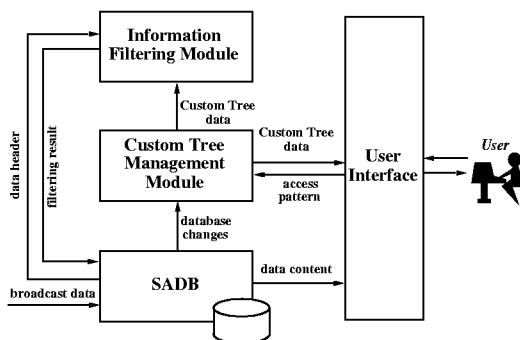 Information
Filtering Module
Custom Tree
data
Custom Tree
Management
Module
Custom Tree
data
access
pattern
User
Interface
User
data header
filtering result
database
changes
SADB
data content
broadcast data